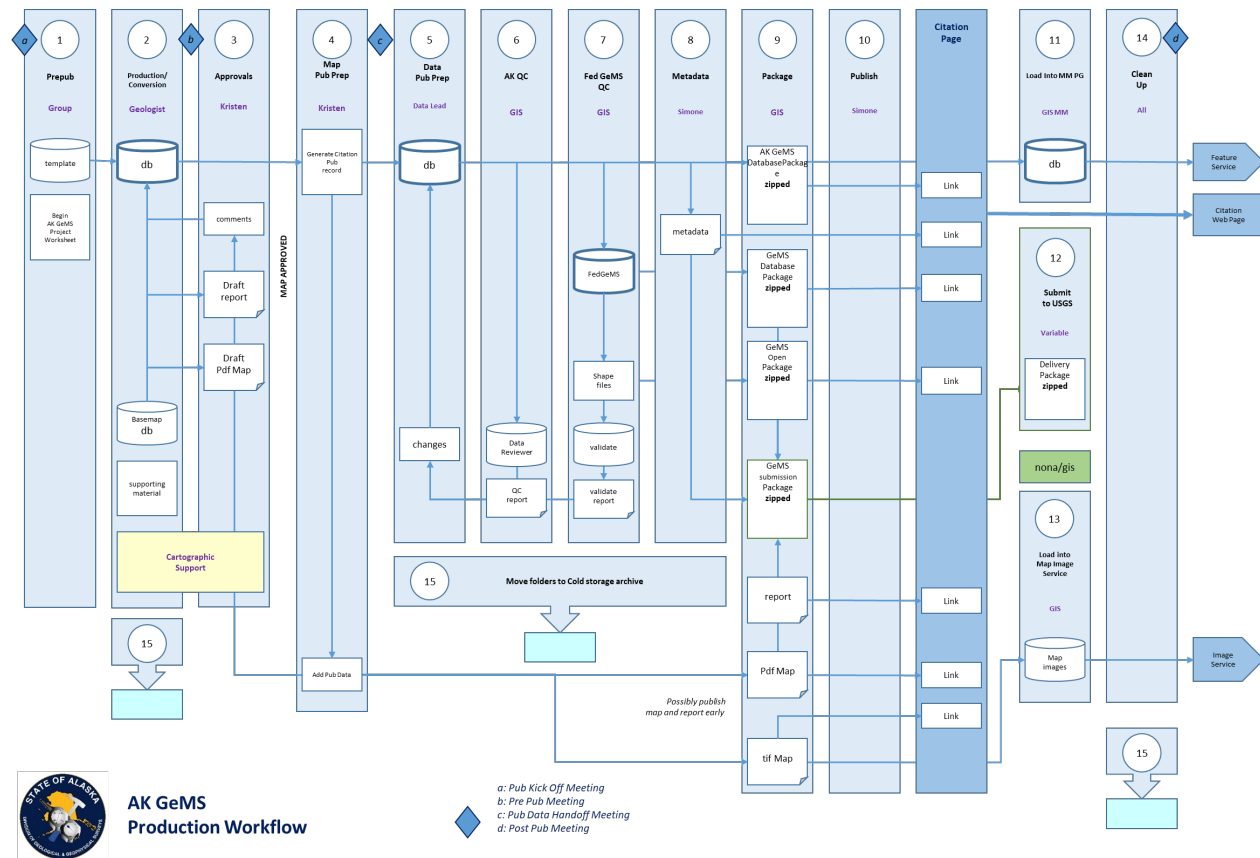 a
1
Prepub
Group
template
Begin
AK GeMS
Project
Worksheet
2
Production/
Conversion
Geologist
db
Basemap
db
supporting
material
Cartographic
Support
15
b
3
Approvals
Kristen
comments
Draft
report
Draft
Pdf Map
MAP APPROVED
4
Map
Pub Prep
Kristen
Generate Citation
Pub
record
Add Pub Data
c
5
Data
Pub Prep
Data Lead
db
changes
6
AK QC
GIS
Data
Reviewer
QC
report
7
Fed GeMS
QC
GIS
FedGeMS
Shape
files
validate
validate
report
8
Metadata
Simone
metadata
15
Move folders to Cold storage archive
Possibly publish
map and report early
9
Package
GIS
AK GeMS
DatabasePackag
e
zipped
GeMS
Database
Package
zipped
GeMS
Open
Package
zipped
GeMS
submission
Package
zipped
report
Pdf Map
tif Map
10
Publish
Simone
Citation
Page
Link
Link
Link
Link
Link
Link
Link
11
Load Into MM PG
GIS MM
db
12
Submit
to USGS
Variable
Delivery
Package
zipped
nona/gis
13
Load into
Map Image
Service
GIS
Map
images
14
d
Clean
Up
All
15
Feature
Service
Citation
Web Page
Image
Service
STATE OF ALASKA
DIVISION OF GEOLOGICAL & GEOPHYSICAL SURVEYS
AK GeMS
Production Workflow
a: Pub Kick Off Meeting
b: Pre Pub Meeting
c: Pub Data Handoff Meeting
d: Post Pub Meeting